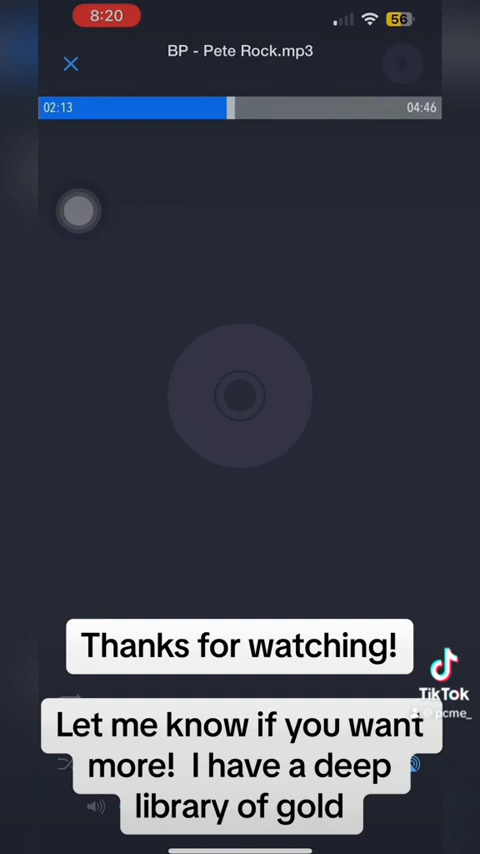 8:20
56
BP - Pete Rock.mp3
02:13
04:46
Thanks for watching!
TikTok
@pcme_
Let me know if you want
more! I have a deep
library of gold